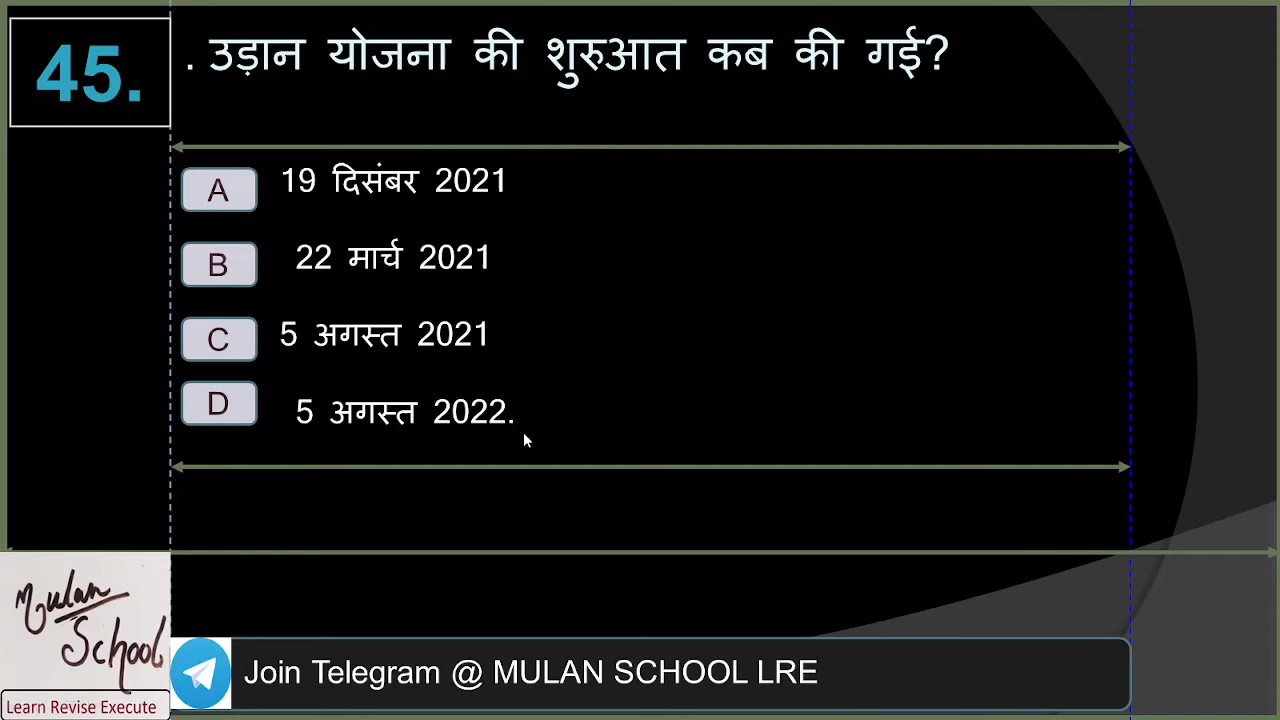 45.
. उड़ान योजना की शुरुआत कब की गई?
A 19 दिसंबर 2021
B 22 मार्च 2021
C 5 अगस्त 2021
D 5 अगस्त 2022.
Mulan
School
Learn Revise Execute
Join Telegram @ MULAN SCHOOL LRE